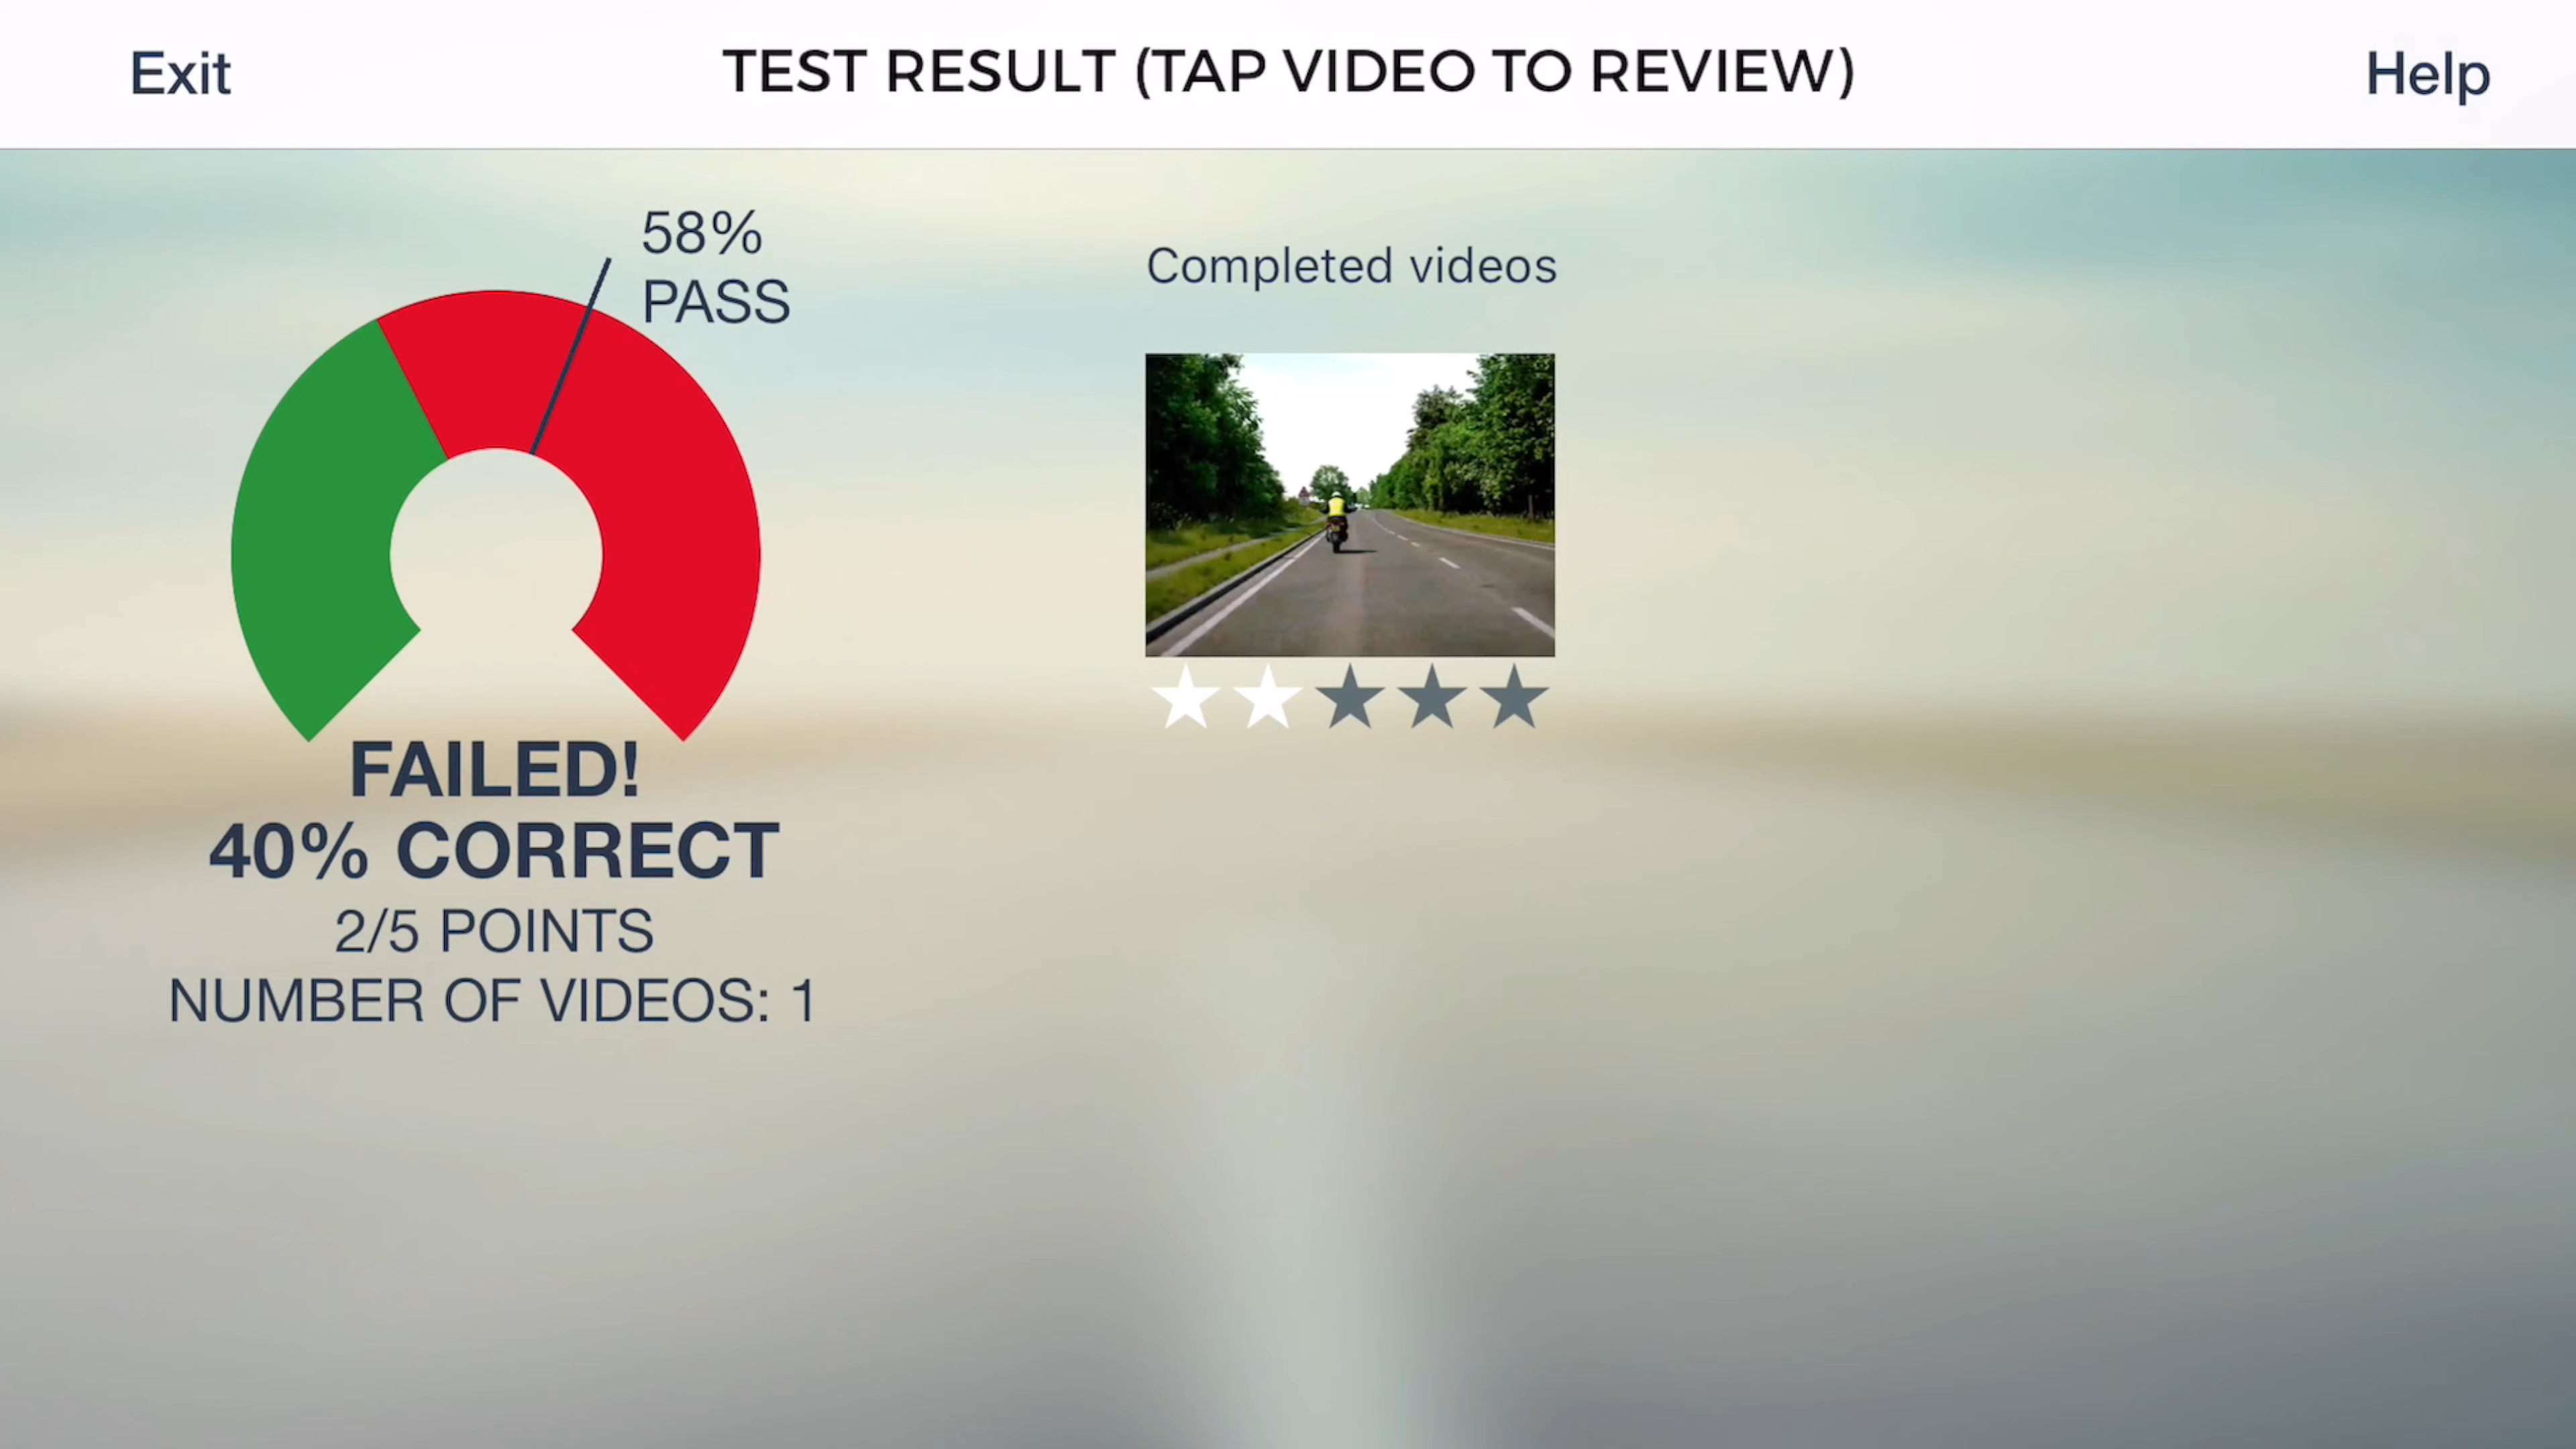 Exit
TEST RESULT (TAP VIDEO TO REVIEW)
Help
58%
PASS
Completed videos
FAILED!
40% CORRECT
2/5 POINTS
NUMBER OF VIDEOS: 1